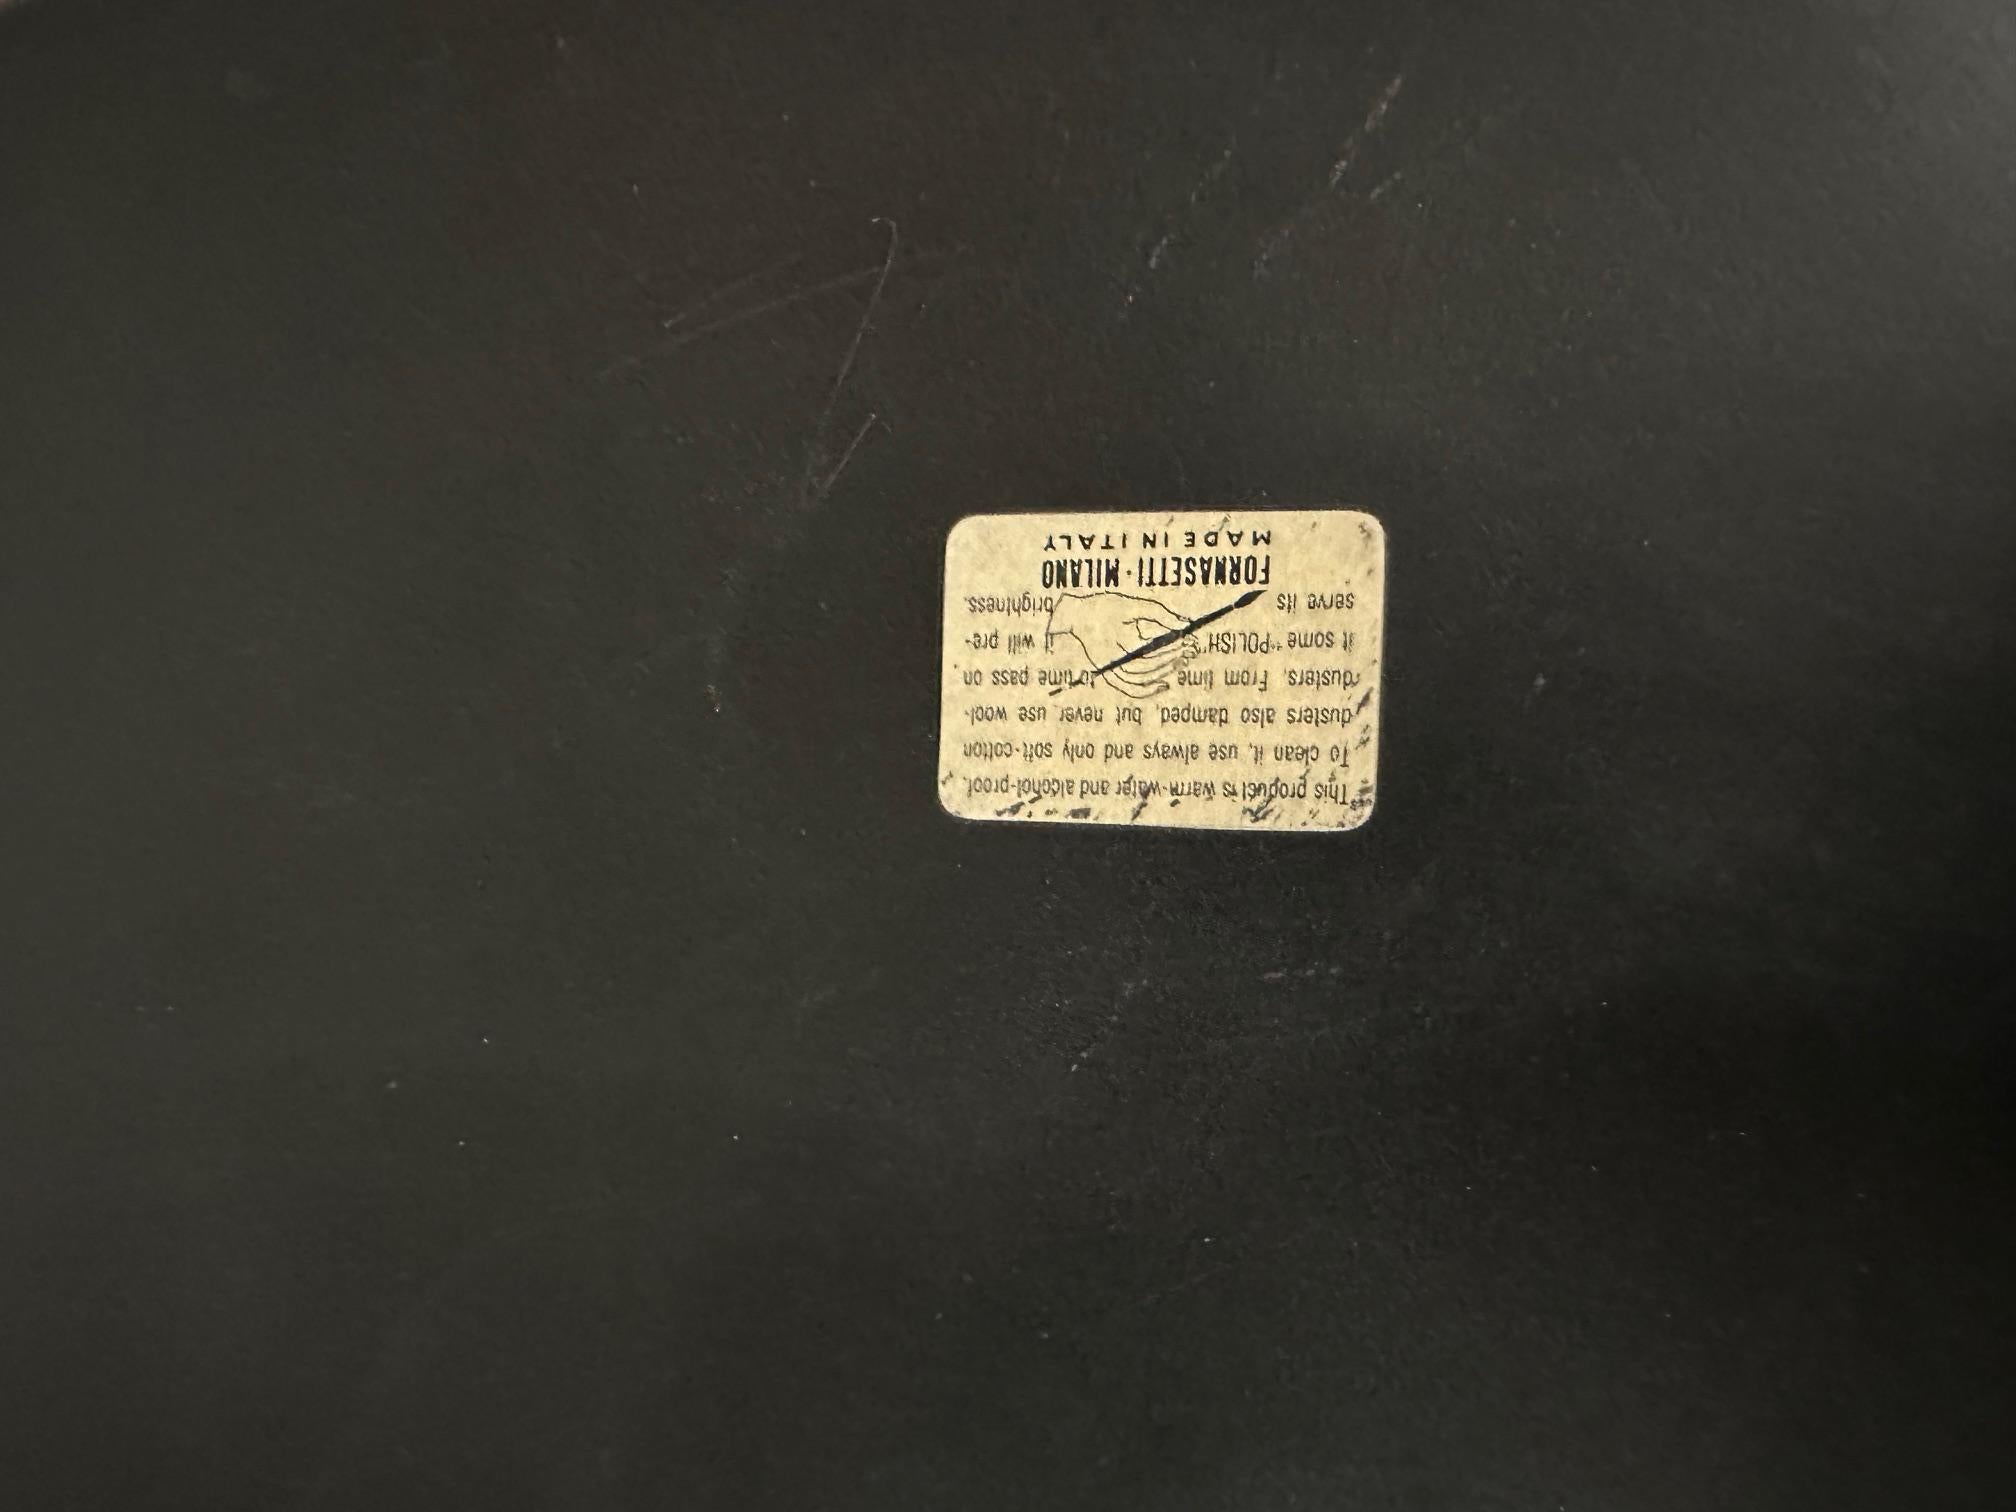 This product is warm-water and alcohol-proof.
To clean it, use always and only soft-cotton
dusters also damped, but never use wool-
dusters. From time to time pass on
it some "POLISH", it will pre-
serve its brightness.
FORNASETTI · MILANO
MADE IN ITALY